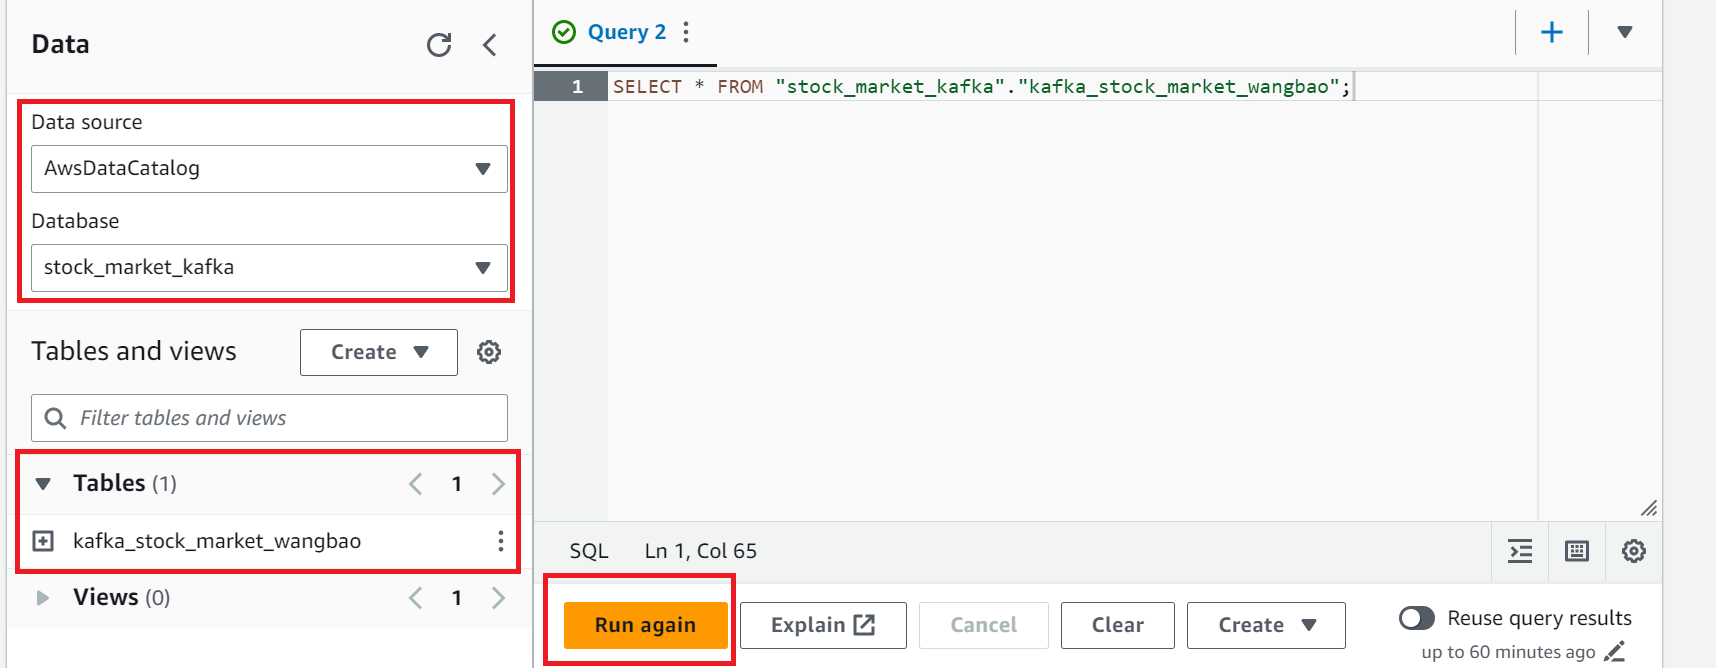 Data
Data source
AwsDataCatalog
Database
stock_market_kafka
Tables and views
Create
Filter tables and views
Tables (1)
1
kafka_stock_market_wangbao
Views (0)
1
Query 2
1
SELECT * FROM "stock_market_kafka"."kafka_stock_market_wangbao";
SQL
Ln 1, Col 65
Run again
Explain
Cancel
Clear
Create
Reuse query results
up to 60 minutes ago